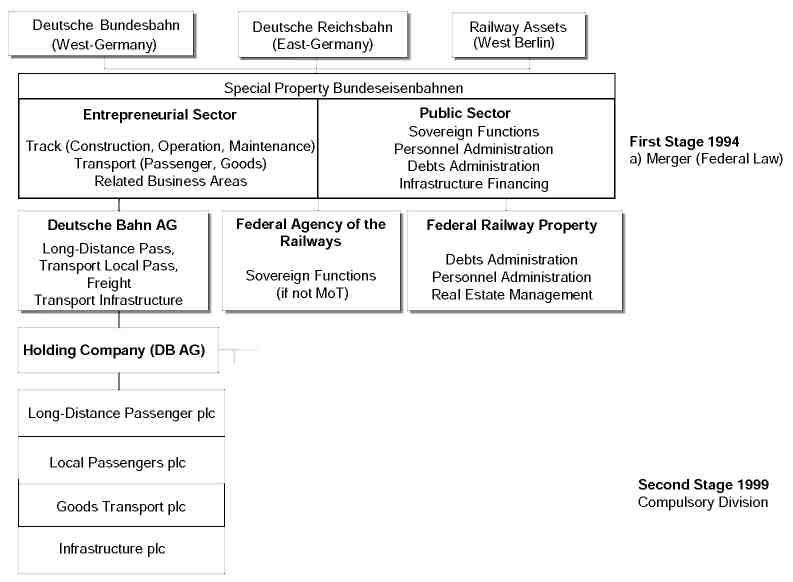 Deutsche Bundesbahn
(West-Germany)
Deutsche Reichsbahn
(East-Germany)
Railway Assets
(West Berlin)
Special Property Bundeseisenbahnen
Entrepreneurial Sector
Track (Construction, Operation, Maintenance)
Transport (Passenger, Goods)
Related Business Areas
Public Sector
Sovereign Functions
Personnel Administration
Debts Administration
Infrastructure Financing
First Stage 1994
a) Merger (Federal Law)
Deutsche Bahn AG
Long-Distance Pass,
Transport Local Pass,
Freight
Transport Infrastructure
Federal Agency of the
Railways
Sovereign Functions
(if not MoT)
Federal Railway Property
Debts Administration
Personnel Administration
Real Estate Management
Holding Company (DB AG)
Long-Distance Passenger plc
Local Passengers plc
Goods Transport plc
Infrastructure plc
Second Stage 1999
Compulsory Division